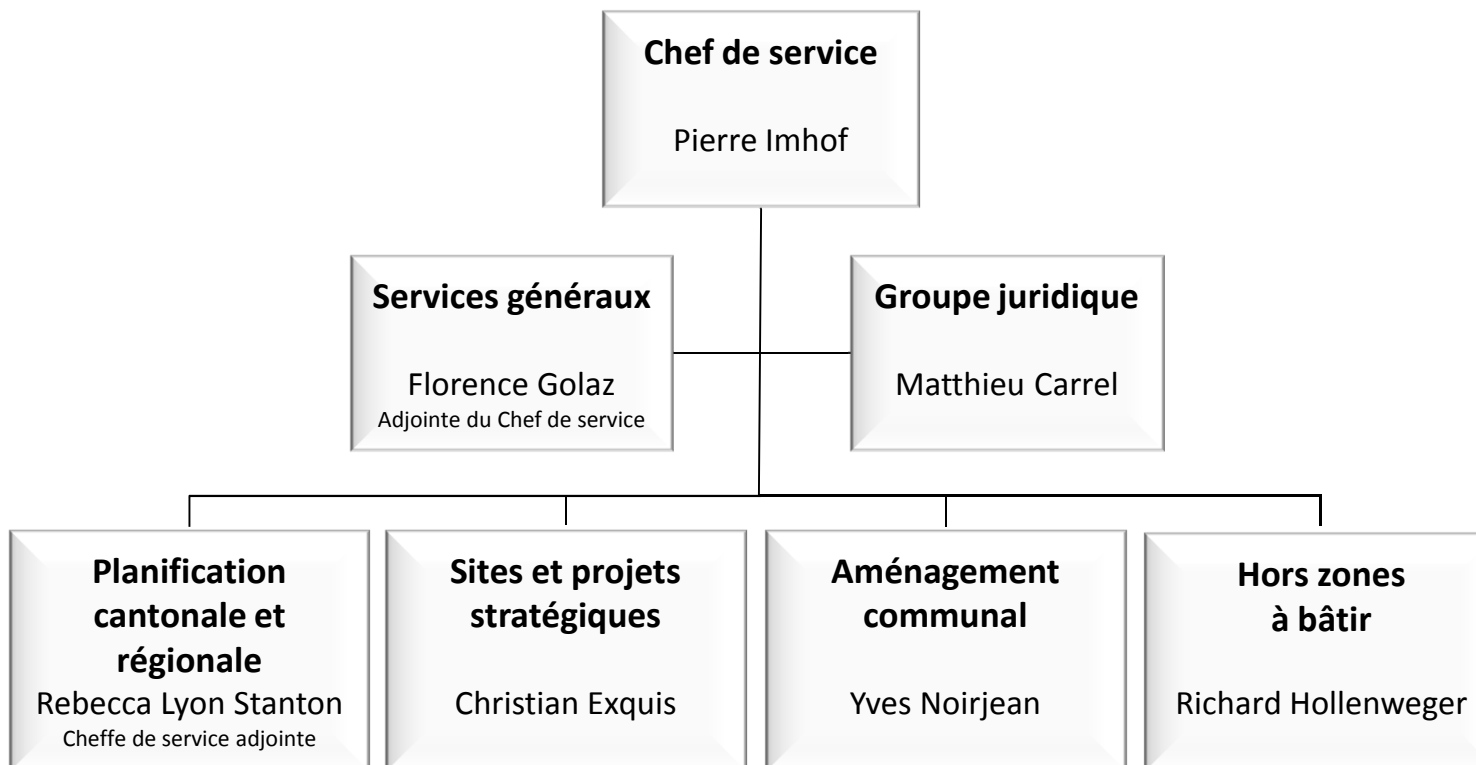 Chef de service
Pierre Imhof
Services généraux
Florence Golaz
Adjointe du Chef de service
Groupe juridique
Matthieu Carrel
Planification
cantonale et
régionale
Rebecca Lyon Stanton
Cheffe de service adjointe
Sites et projets
stratégiques
Christian Exquis
Aménagement
communal
Yves Noirjean
Hors zones
à bâtir
Richard Hollenweger